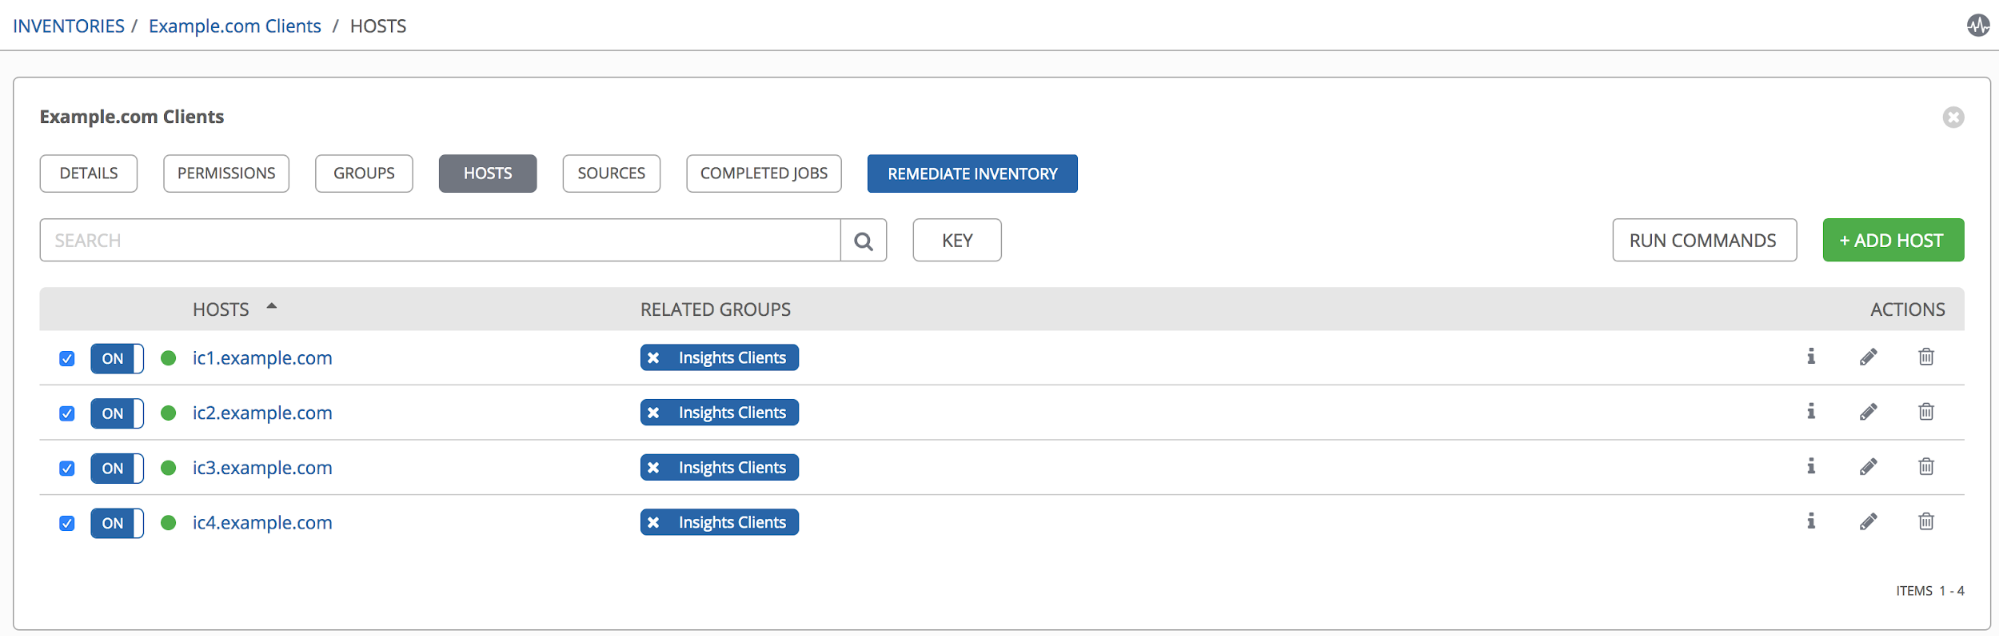 INVENTORIES / Example.com Clients / HOSTS
Example.com Clients
DETAILS PERMISSIONS GROUPS HOSTS SOURCES COMPLETED JOBS REMEDIATE INVENTORY
SEARCH KEY RUN COMMANDS + ADD HOST
HOSTS RELATED GROUPS ACTIONS
ON ic1.example.com Insights Clients
ON ic2.example.com Insights Clients
ON ic3.example.com Insights Clients
ON ic4.example.com Insights Clients
ITEMS 1 - 4